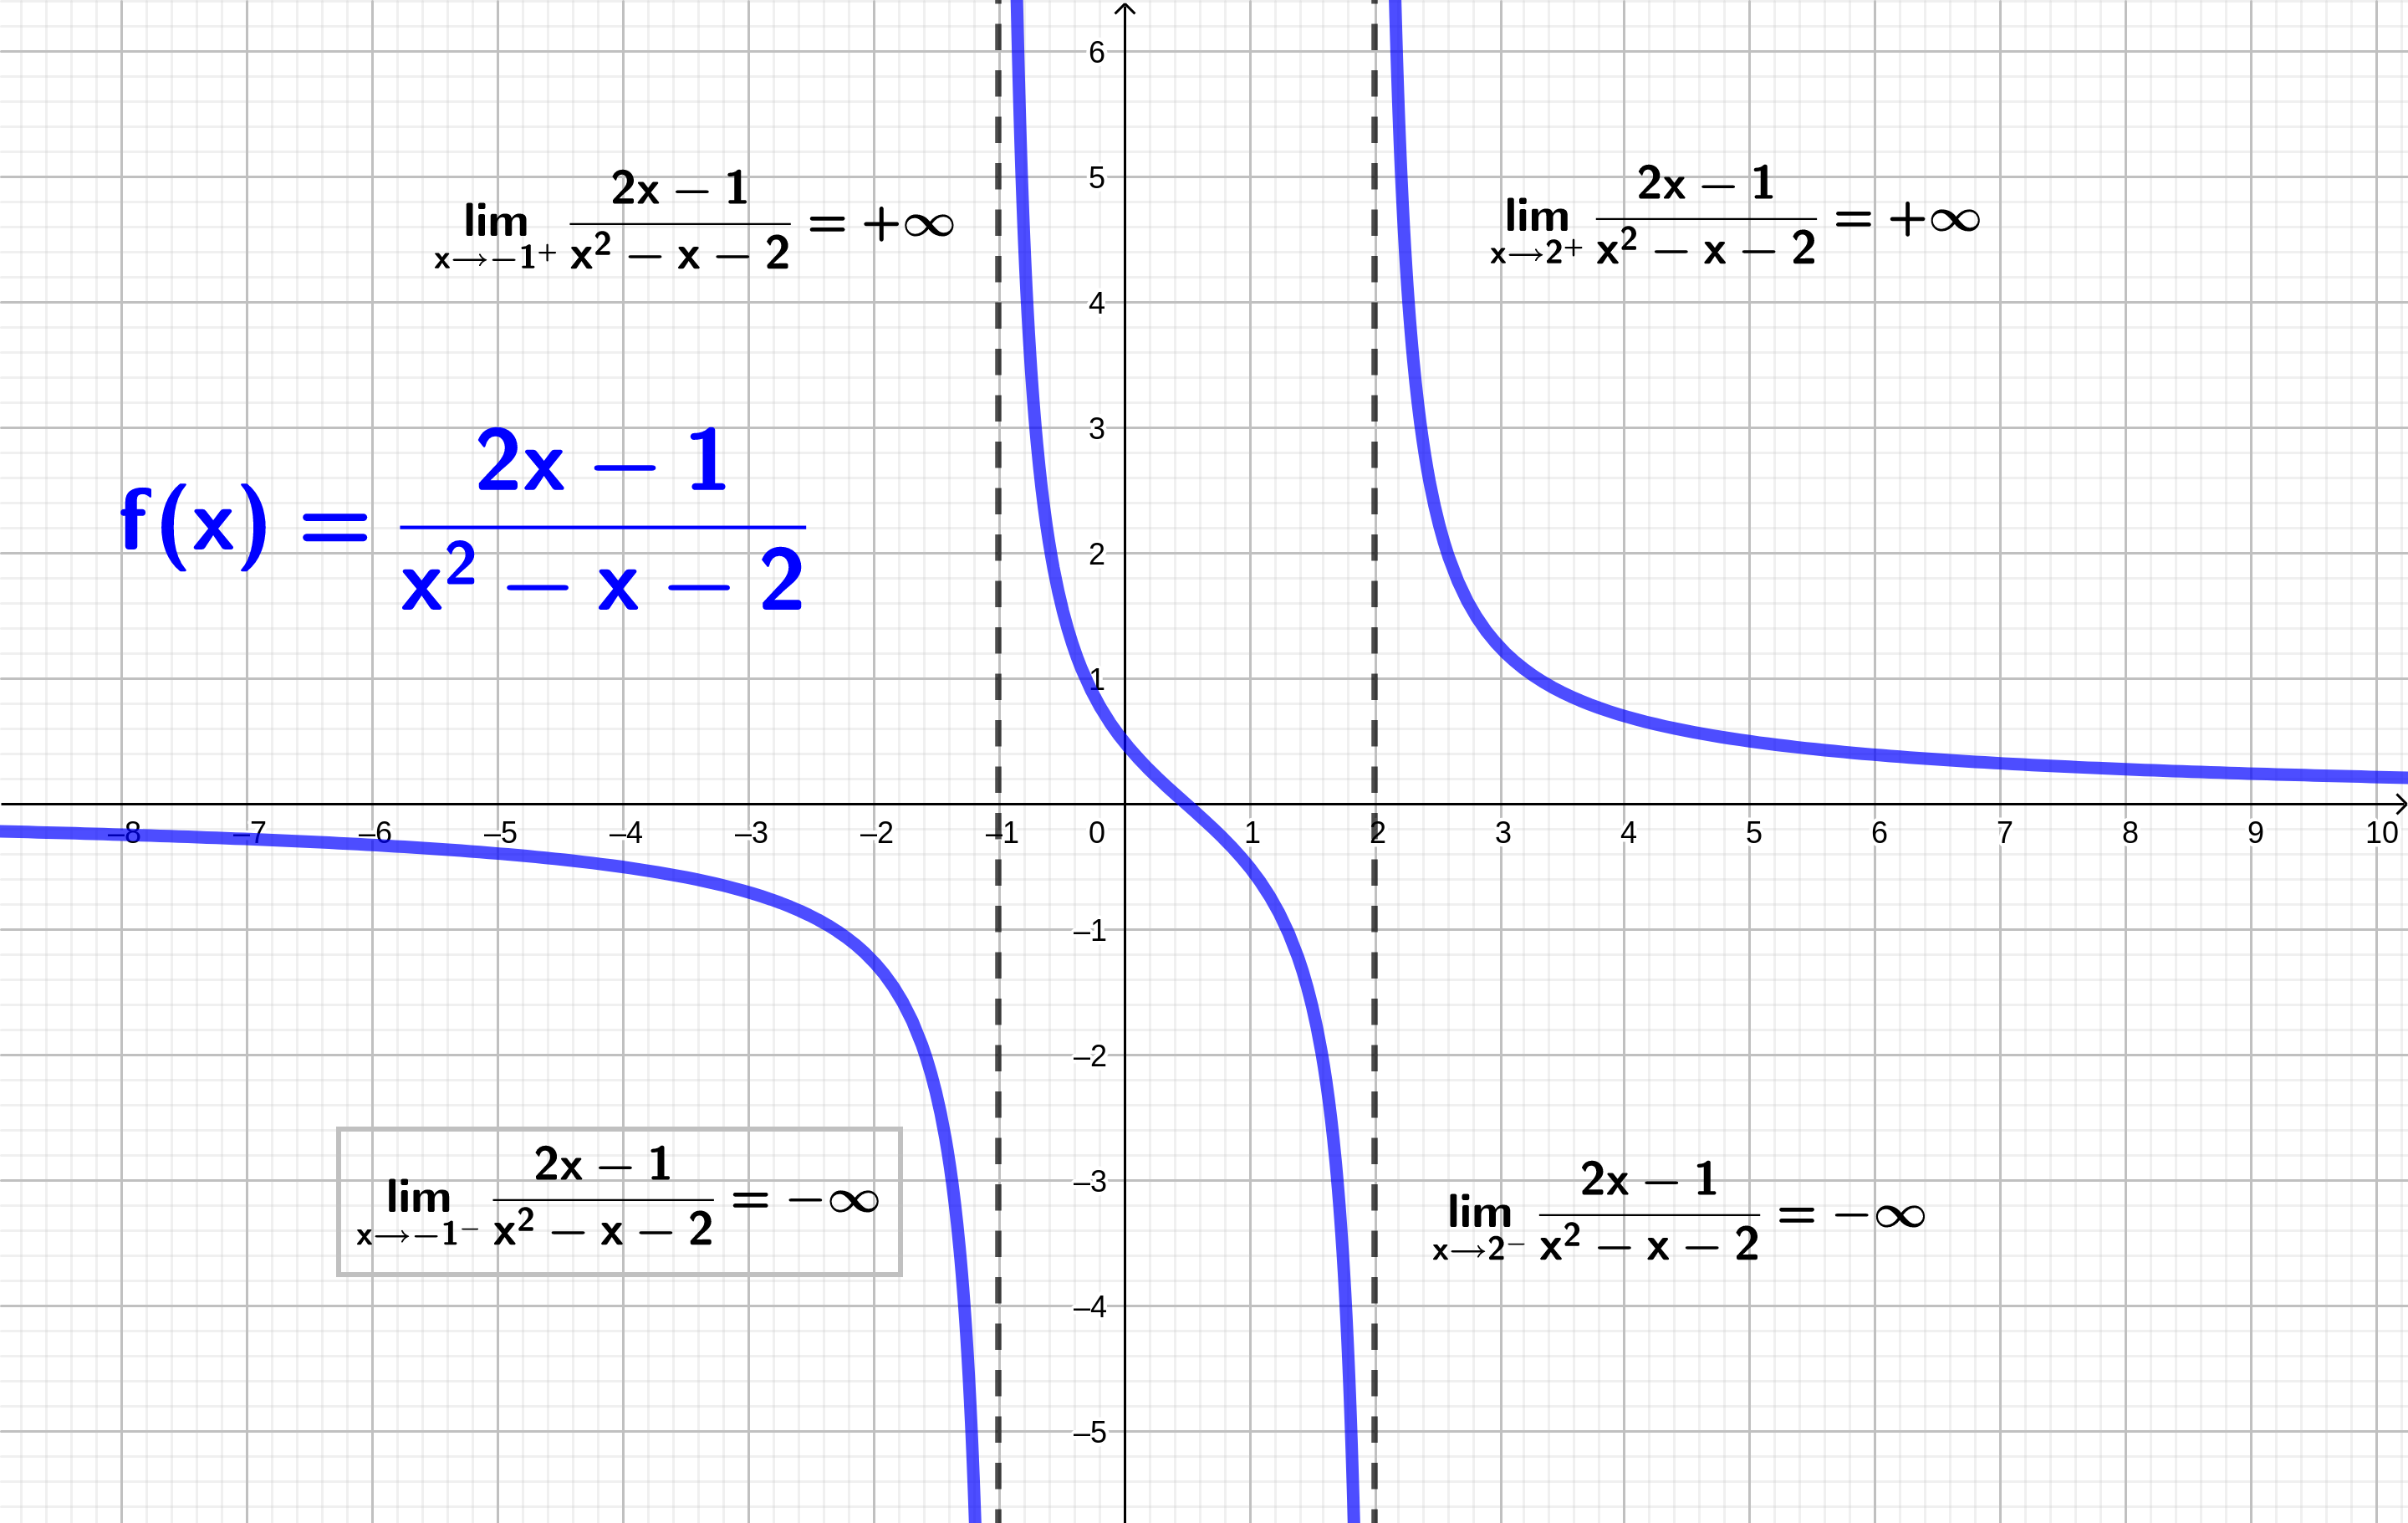 lim x→−1⁺ (2x − 1)/(x² − x − 2) = +∞
lim x→2⁺ (2x − 1)/(x² − x − 2) = +∞
f(x) = (2x − 1)/(x² − x − 2)
lim x→−1⁻ (2x − 1)/(x² − x − 2) = −∞
lim x→2⁻ (2x − 1)/(x² − x − 2) = −∞
6
5
4
3
2
1
–8 –7 –6 –5 –4 –3 –2 –1 0 1 2 3 4 5 6 7 8 9 10
–1
–2
–3
–4
–5